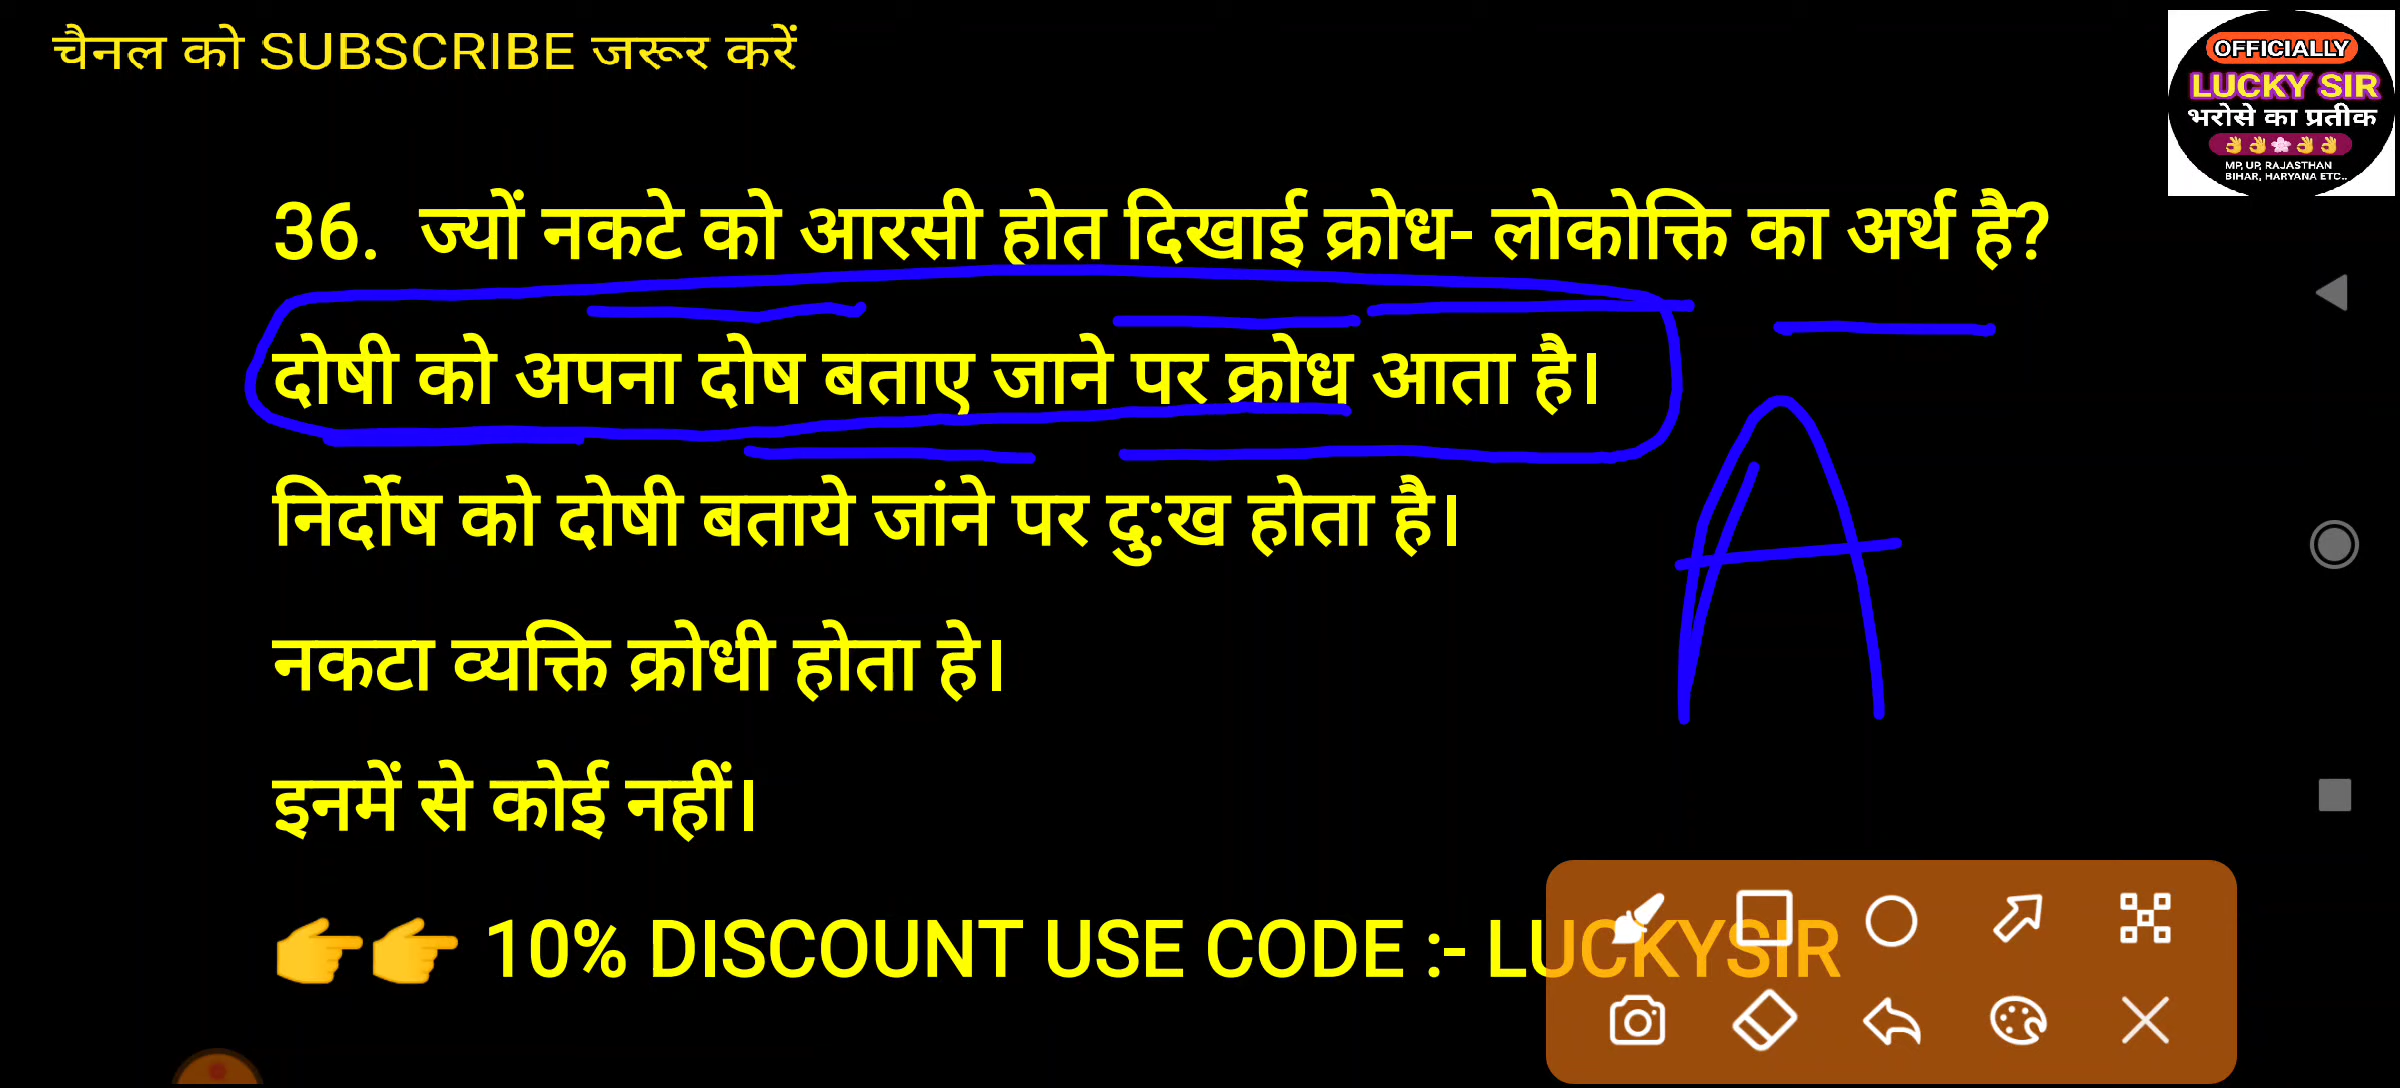 चैनल को SUBSCRIBE जरूर करें
OFFICIALLY
LUCKY SIR
भरोसे का प्रतीक
MP, UP, RAJASTHAN
BIHAR, HARYANA ETC..
36. ज्यों नकटे को आरसी होत दिखाई क्रोध- लोकोक्ति का अर्थ है?
दोषी को अपना दोष बताए जाने पर क्रोध आता है।
निर्दोष को दोषी बताये जांने पर दु:ख होता है।
A
नकटा व्यक्ति क्रोधी होता हे।
इनमें से कोई नहीं।
👉👉 10% DISCOUNT USE CODE :- LUCKYSIR